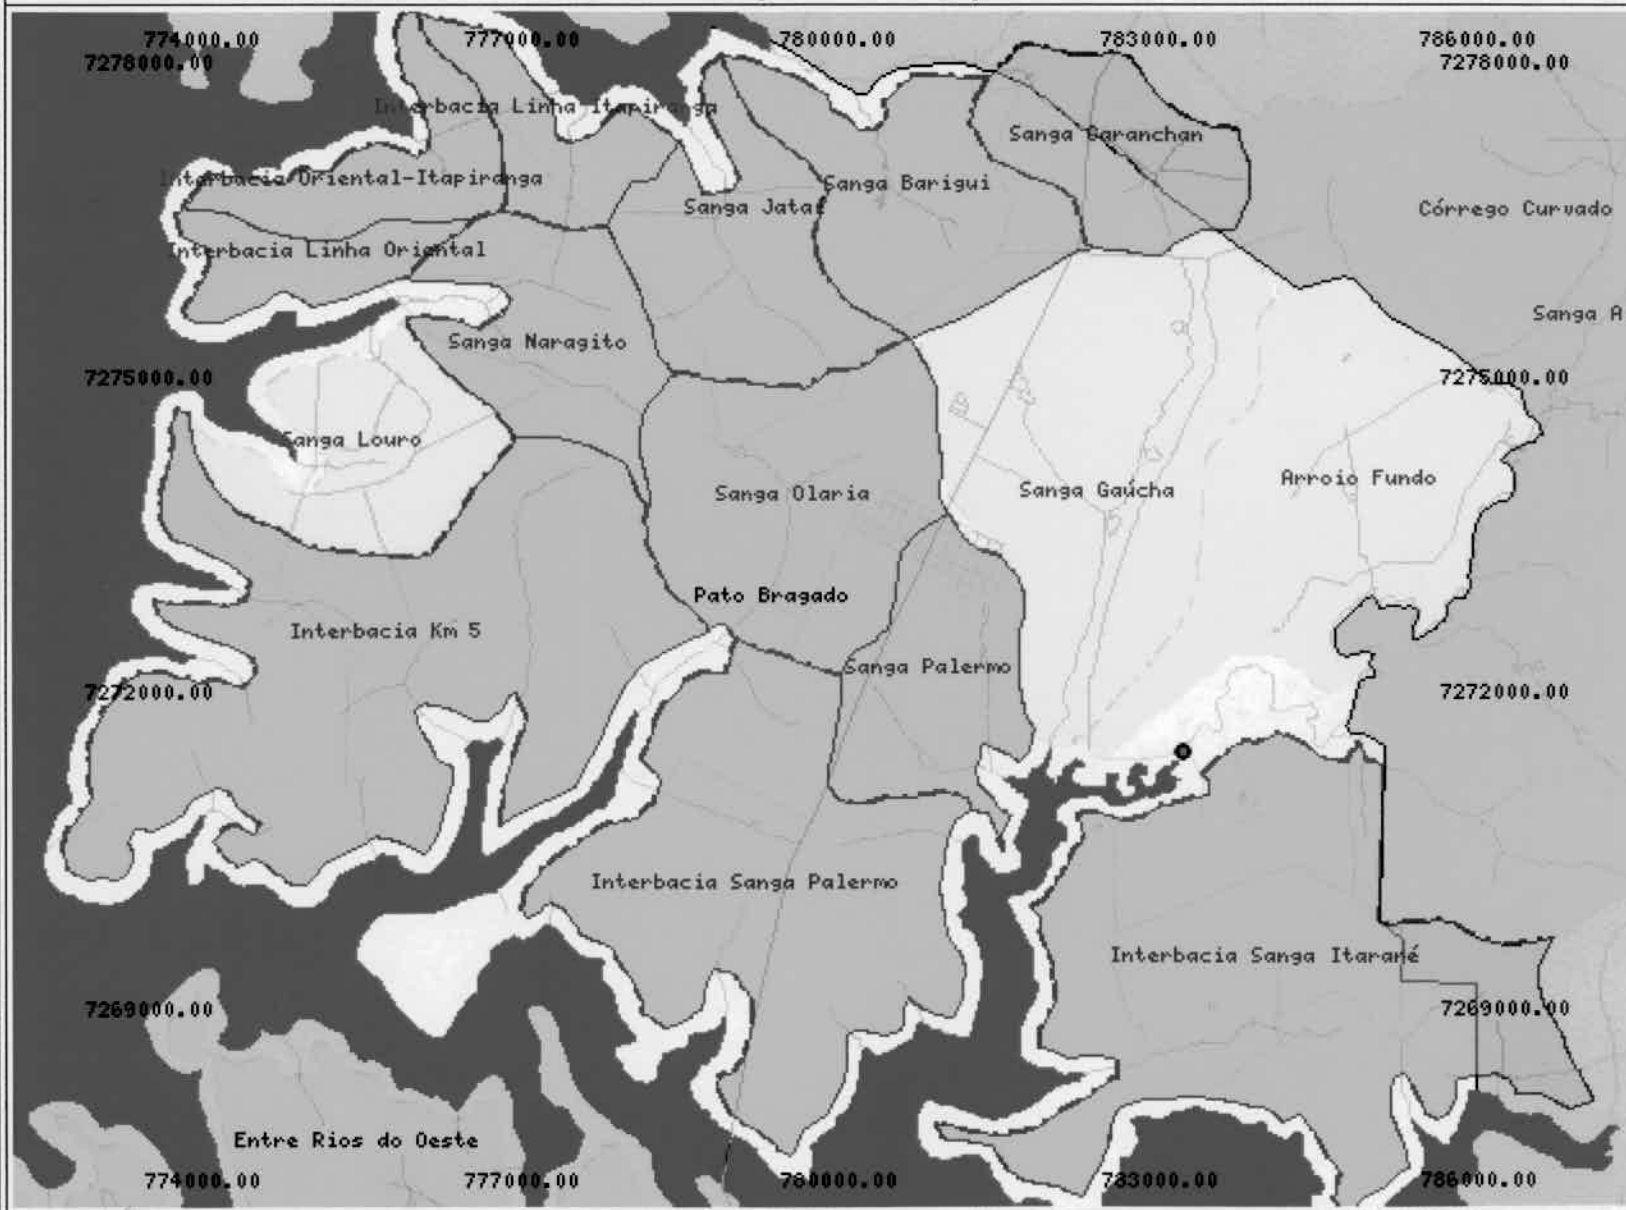 774000.00 777000.00 780000.00 783000.00 786000.00
7278000.00 7278000.00
Interbacia Linha Itapiranga
Sanga Garanchan
Interbacia Oriental-Itapiranga
Sanga Barigui
Sanga Jataí
Córrego Curvado
Interbacia Linha Oriental
Sanga A
Sanga Naragito
7275000.00 7275000.00
Sanga Louro
Arroio Fundo
Sanga Olaria
Sanga Gaúcha
Pato Bragado
Interbacia Km 5
Sanga Palermo
7272000.00 7272000.00
Interbacia Sanga Palermo
Interbacia Sanga Itararé
7269000.00 7269000.00
Entre Rios do Oeste
774000.00 777000.00 780000.00 783000.00 786000.00